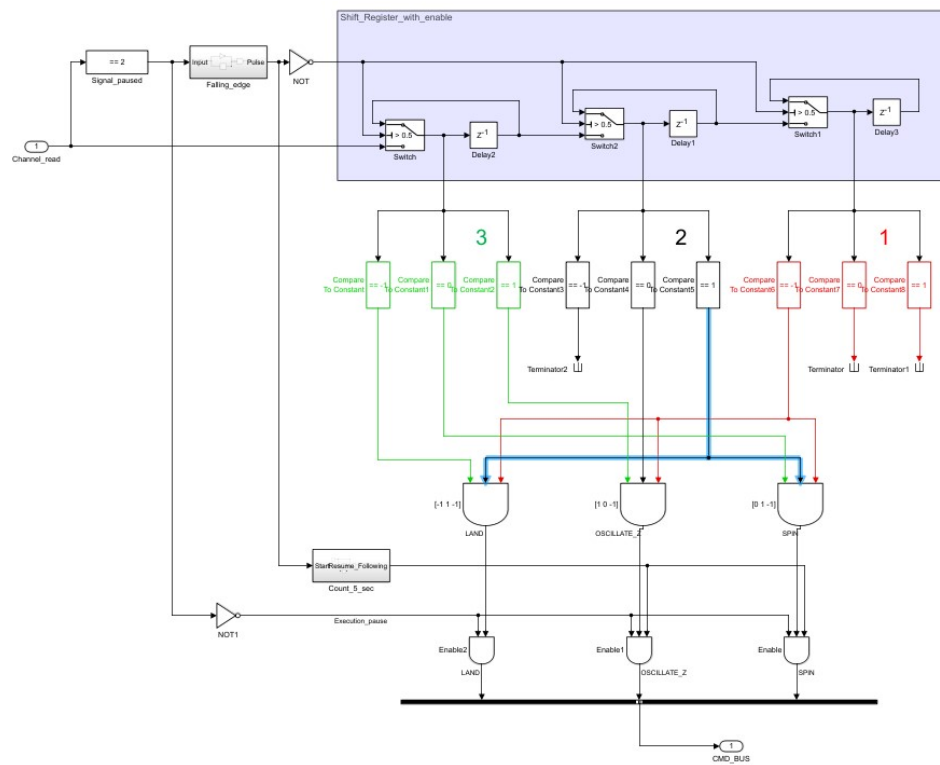 Shift_Register_with_enable
== 2
Signal_paused
Input
Pulse
Falling_edge
NOT
1
Channel_read
> 0.5
Switch
Z-1
Delay2
> 0.5
Switch2
Z-1
Delay1
> 0.5
Switch1
Z-1
Delay3
3
2
1
Compare
To Constant
== -1
Compare
To Constant1
== 0
Compare
To Constant2
== 1
Compare
To Constant3
== -1
Compare
To Constant4
== 0
Compare
To Constant5
== 1
Compare
To Constant6
== -1
Compare
To Constant7
== 0
Compare
To Constant8
== 1
Terminator2
Terminator
Terminator1
[-1 1 -1]
LAND
[1 0 -1]
OSCILLATE_Z
[0 1 -1]
SPIN
Start
Resume_Following
Count_5_sec
NOT1
Execution_pause
Enable2
LAND
Enable1
OSCILLATE_Z
Enable
SPIN
1
CMD_BUS